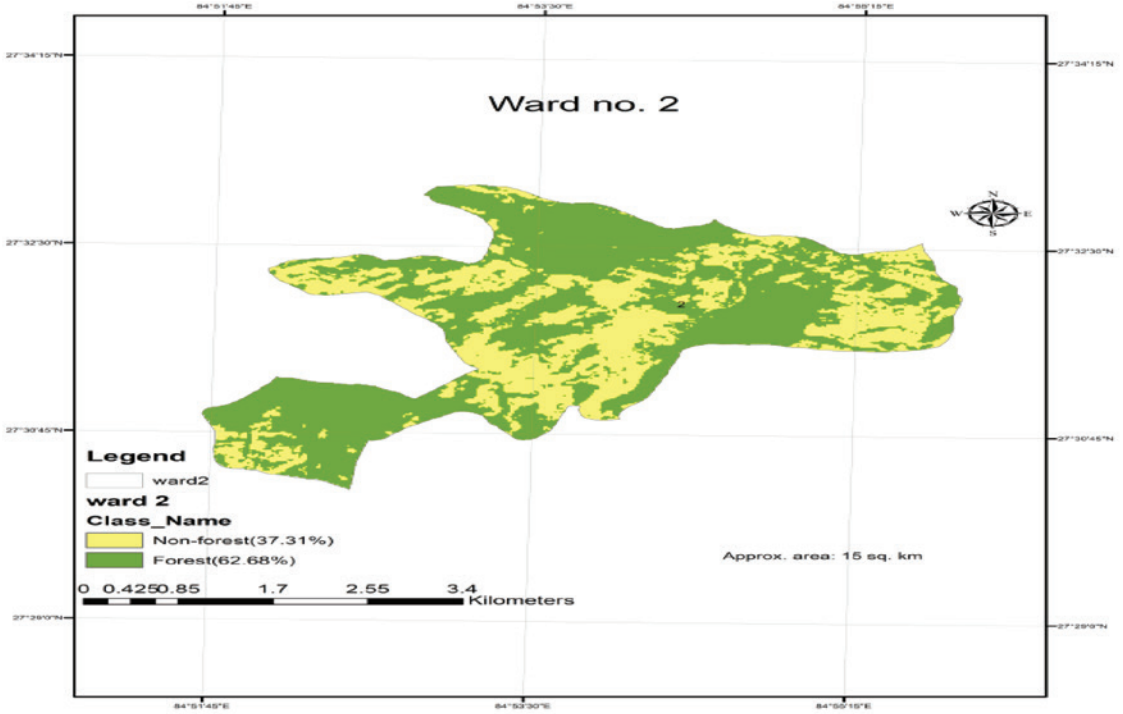 84°51'45"E 84°53'30"E 84°55'15"E
27°34'15"N 27°34'15"N
Ward no. 2
N
W E
S
27°32'30"N 27°32'30"N
2
27°30'45"N 27°30'45"N
Legend
ward2
ward 2
Class_Name
Non-forest(37.31%)
Forest(62.68%)
Approx. area: 15 sq. km
0 0.425 0.85 1.7 2.55 3.4
Kilometers
27°29'0"N 27°29'0"N
84°51'45"E 84°53'30"E 84°55'15"E